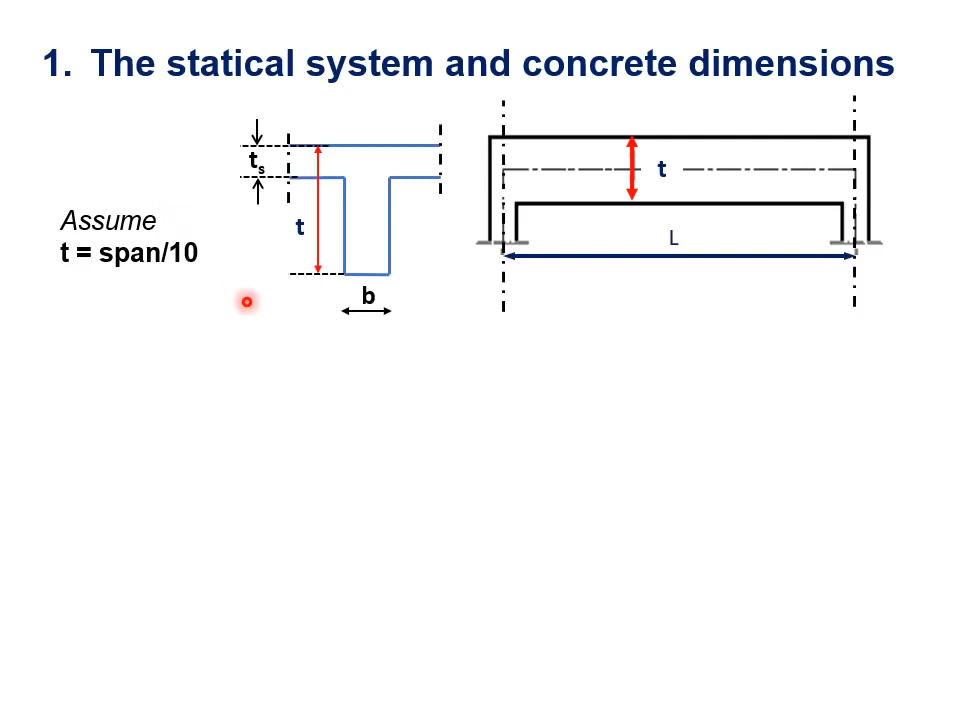 1. The statical system and concrete dimensions
ts
t
t
Assume
t = span/10
L
b